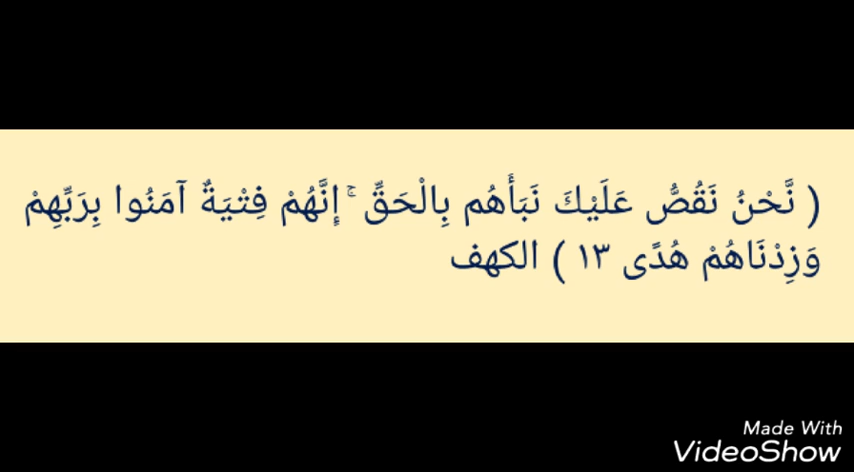 ( نَّحْنُ نَقُصُّ عَلَيْكَ نَبَأَهُم بِالْحَقِّ ۚ إِنَّهُمْ فِتْيَةٌ آمَنُوا بِرَبِّهِمْ
وَزِدْنَاهُمْ هُدًى ١٣ ) الكهف
Made With
VideoShow